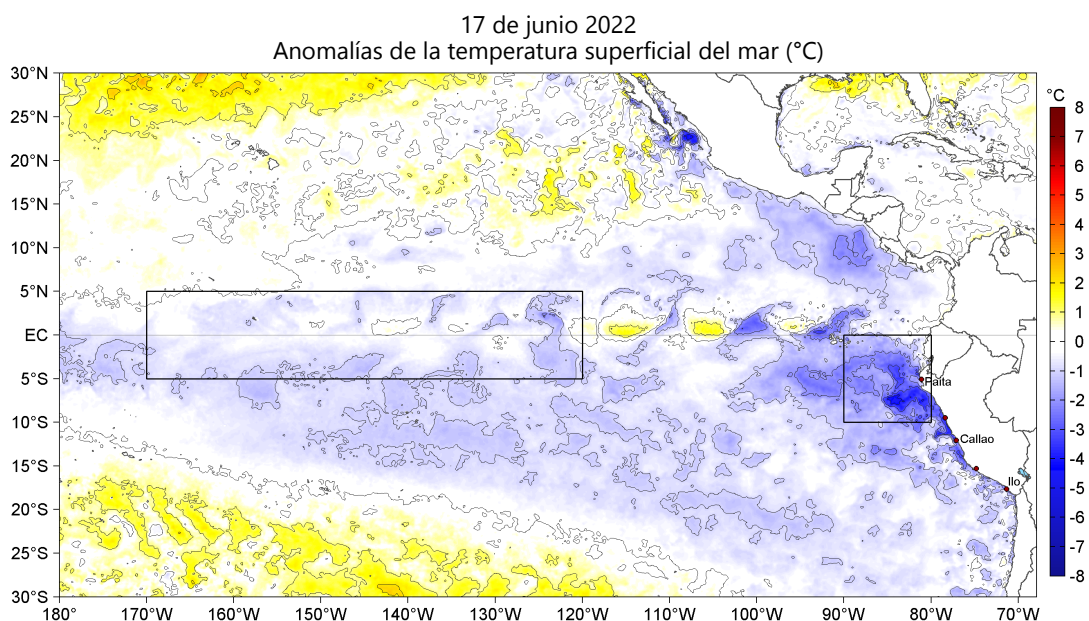 17 de junio 2022
Anomalías de la temperatura superficial del mar (°C)
30°N
25°N
20°N
15°N
10°N
5°N
EC
5°S
10°S
15°S
20°S
25°S
30°S
180
170°W
160°W
150°W
140°W
130°W
120°W
110°W
100°W
90°W
80°W
70°W
Paita
Callao
Ilo
°C
8
7
6
5
4
3
2
1
0
-1
-2
-3
-4
-5
-6
-7
-8